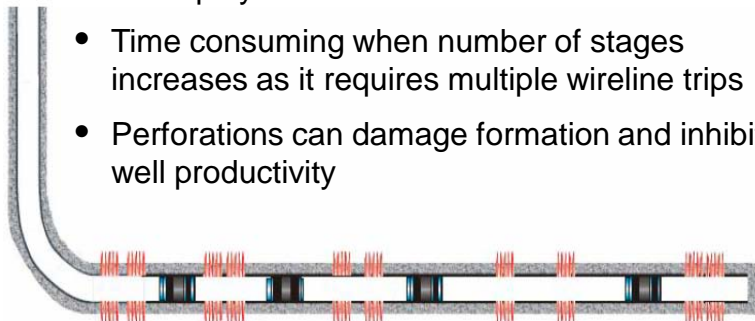 • Time consuming when number of stages
increases as it requires multiple wireline trips
• Perforations can damage formation and inhibi
well productivity